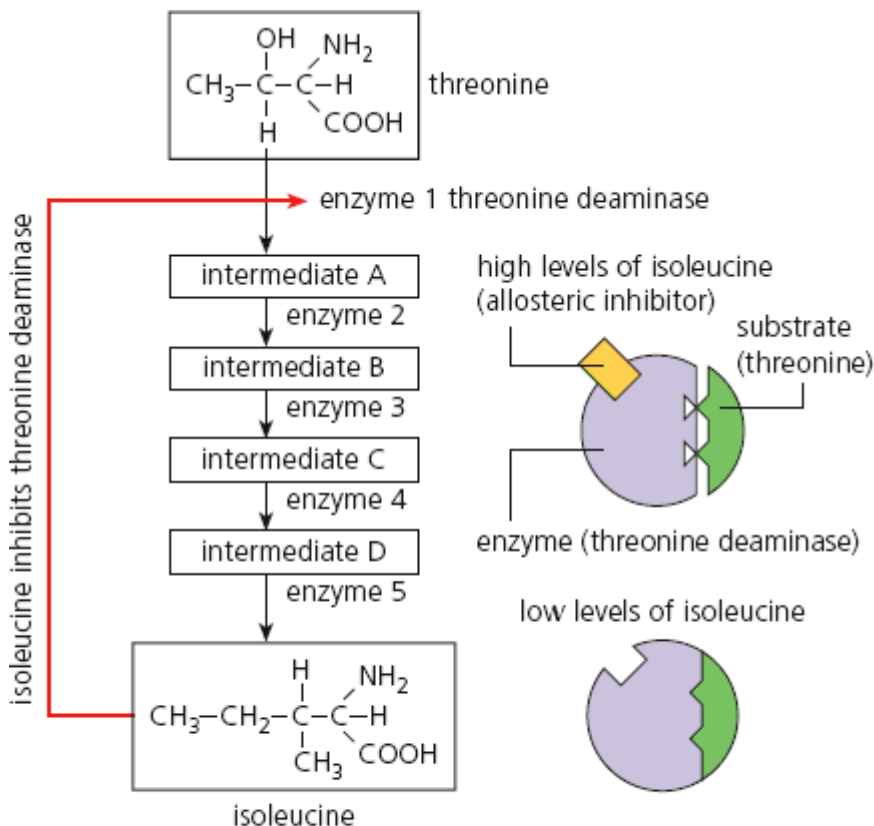 OH
NH2
CH3–C–C–H
COOH
H
threonine
enzyme 1 threonine deaminase
isoleucine inhibits threonine deaminase
intermediate A
enzyme 2
intermediate B
enzyme 3
intermediate C
enzyme 4
intermediate D
enzyme 5
H
NH2
CH3–CH2–C–C–H
COOH
CH3
isoleucine
high levels of isoleucine
(allosteric inhibitor)
substrate
(threonine)
enzyme (threonine deaminase)
low levels of isoleucine